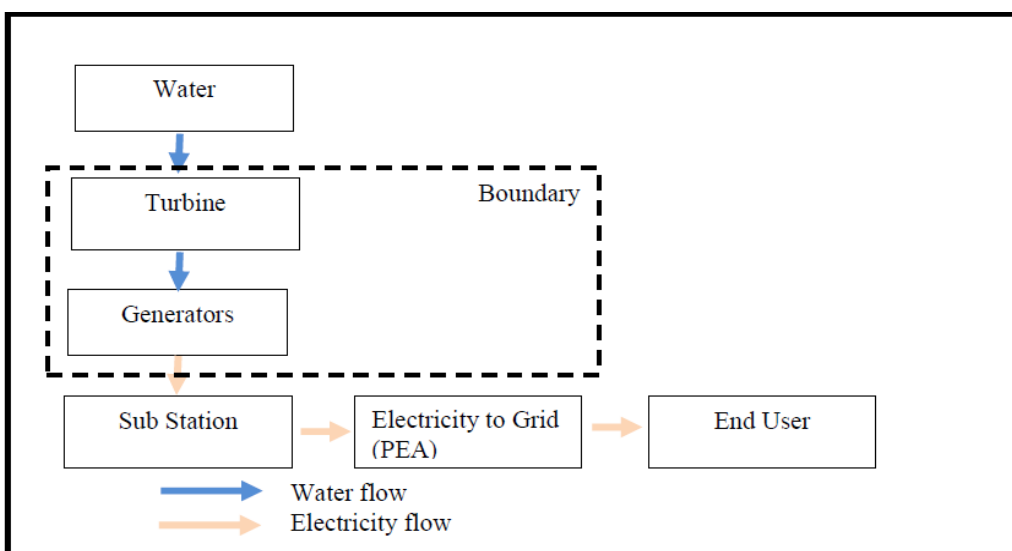 Water
Turbine
Boundary
Generators
Sub Station
Electricity to Grid
(PEA)
End User
Water flow
Electricity flow